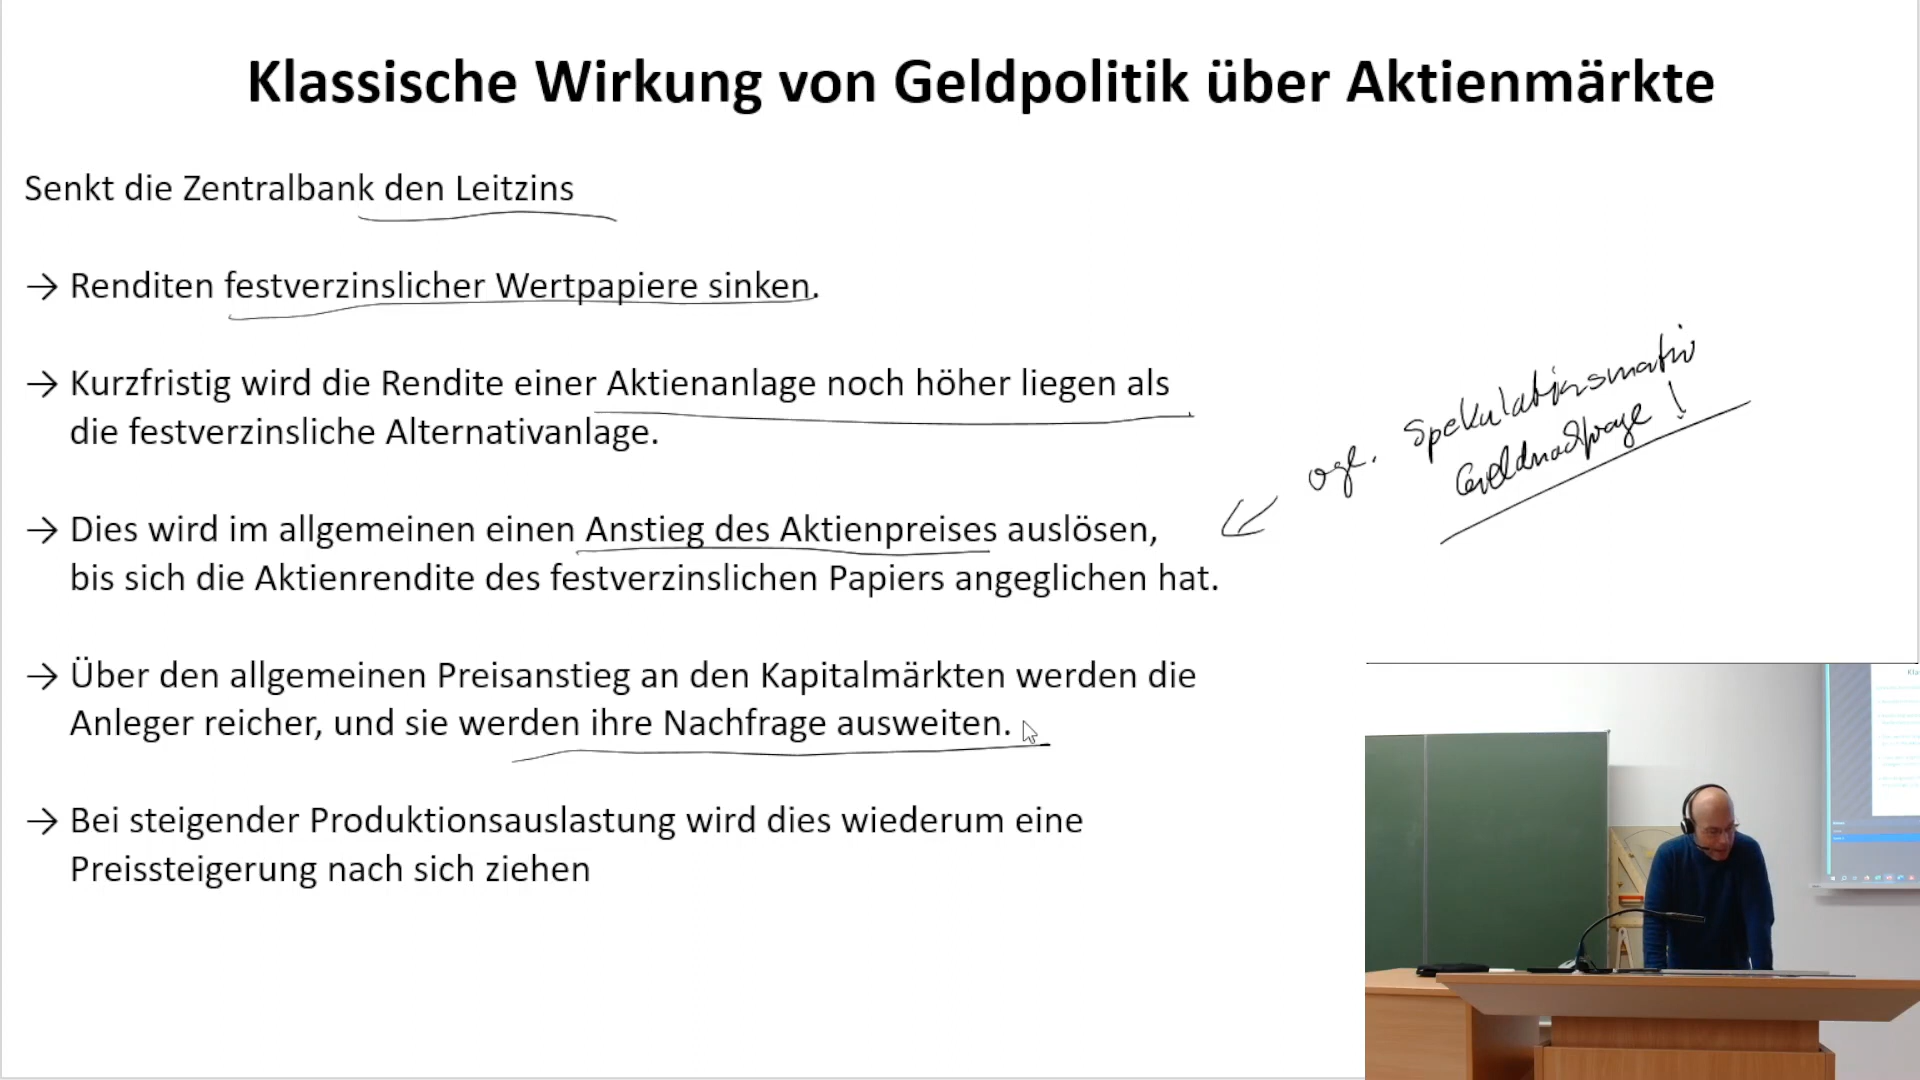 Klassische Wirkung von Geldpolitik über Aktienmärkte
Senkt die Zentralbank den Leitzins
→ Renditen festverzinslicher Wertpapiere sinken.
→ Kurzfristig wird die Rendite einer Aktienanlage noch höher liegen als
die festverzinsliche Alternativanlage.
→ Dies wird im allgemeinen einen Anstieg des Aktienpreises auslösen,
bis sich die Aktienrendite des festverzinslichen Papiers angeglichen hat.
→ Über den allgemeinen Preisanstieg an den Kapitalmärkten werden die
Anleger reicher, und sie werden ihre Nachfrage ausweiten.
→ Bei steigender Produktionsauslastung wird dies wiederum eine
Preissteigerung nach sich ziehen
vgl. Spekulationsmotiv
Geldnachfrage !